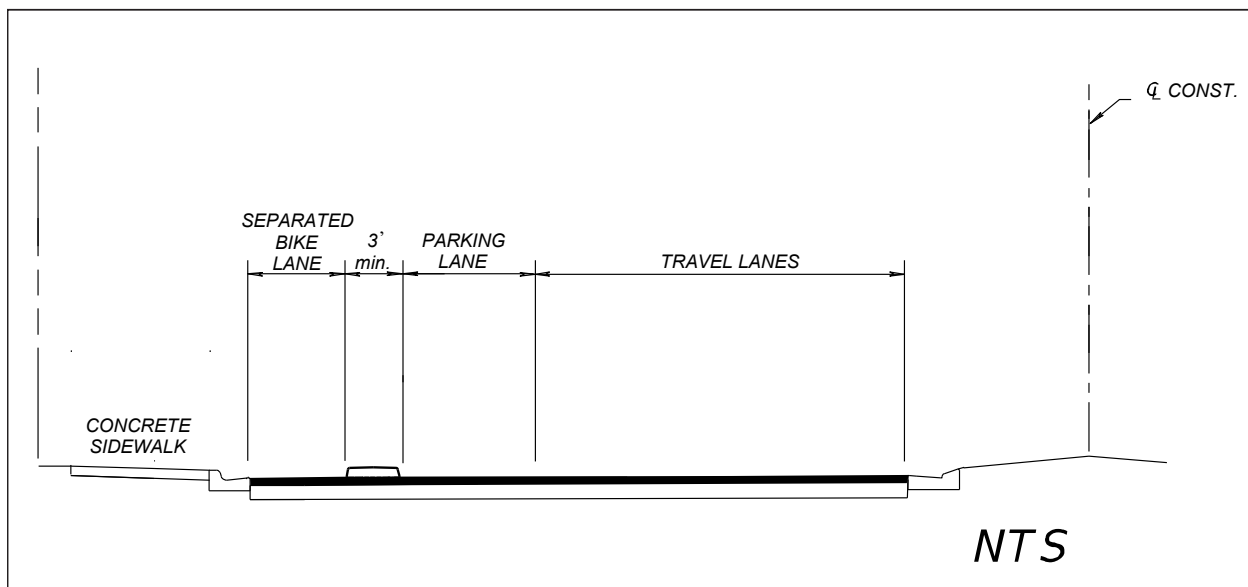 ℄ CONST.
SEPARATED
BIKE
LANE
3'
min.
PARKING
LANE
TRAVEL LANES
CONCRETE
SIDEWALK
NTS